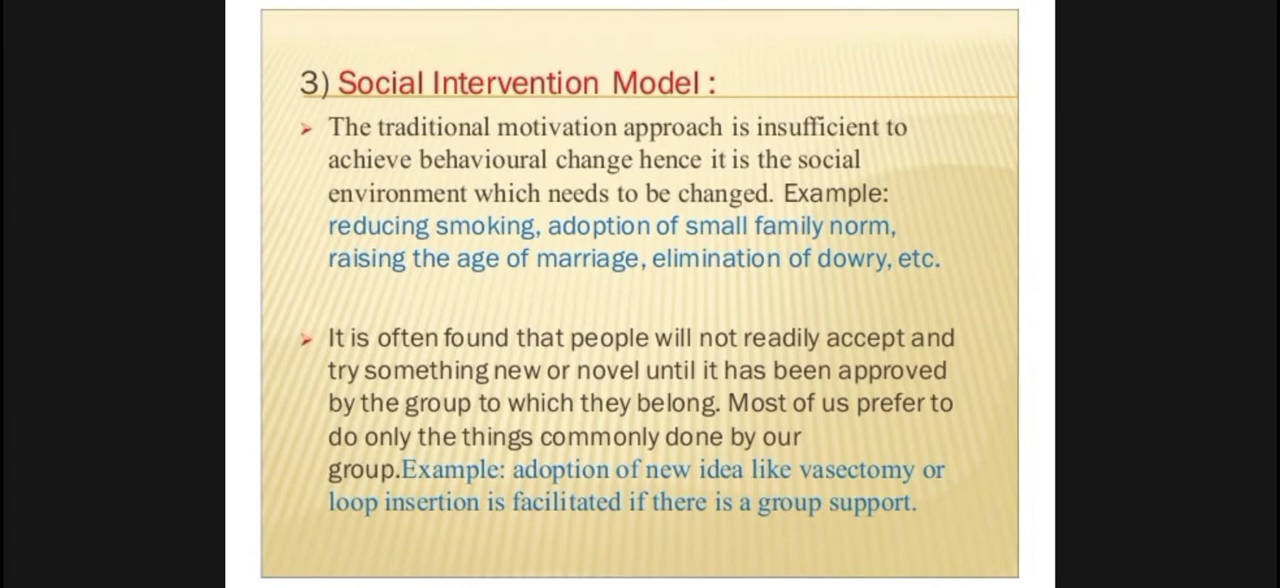 3) Social Intervention Model :
➢ The traditional motivation approach is insufficient to
achieve behavioural change hence it is the social
environment which needs to be changed. Example:
reducing smoking, adoption of small family norm,
raising the age of marriage, elimination of dowry, etc.
➢ It is often found that people will not readily accept and
try something new or novel until it has been approved
by the group to which they belong. Most of us prefer to
do only the things commonly done by our
group.Example: adoption of new idea like vasectomy or
loop insertion is facilitated if there is a group support.